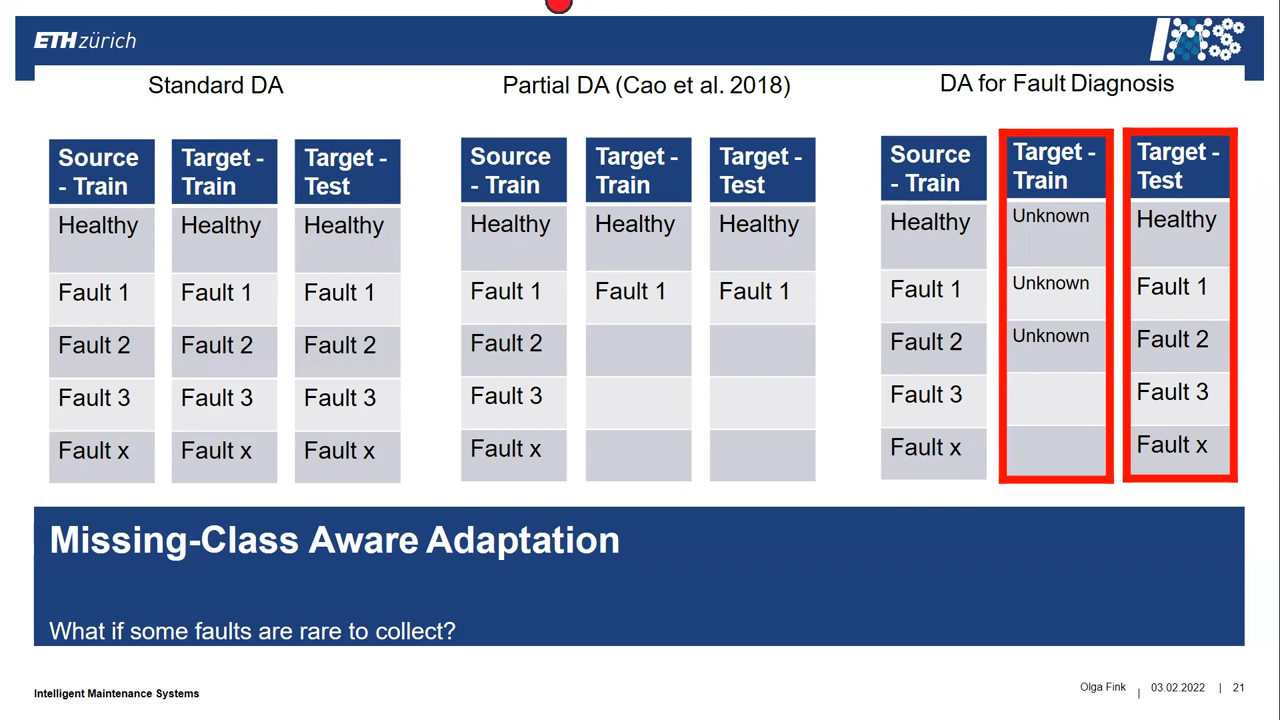 ETH zürich
IMS
Standard DA
Source
- Train
Target -
Train
Target -
Test
Healthy
Healthy
Healthy
Fault 1
Fault 1
Fault 1
Fault 2
Fault 2
Fault 2
Fault 3
Fault 3
Fault 3
Fault x
Fault x
Fault x
Partial DA (Cao et al. 2018)
Source
- Train
Target -
Train
Target -
Test
Healthy
Healthy
Healthy
Fault 1
Fault 1
Fault 1
Fault 2
Fault 3
Fault x
DA for Fault Diagnosis
Source
- Train
Target -
Train
Target -
Test
Healthy
Unknown
Healthy
Fault 1
Unknown
Fault 1
Fault 2
Unknown
Fault 2
Fault 3
Fault 3
Fault x
Fault x
Missing-Class Aware Adaptation
What if some faults are rare to collect?
Intelligent Maintenance Systems
Olga Fink | 03.02.2022 | 21